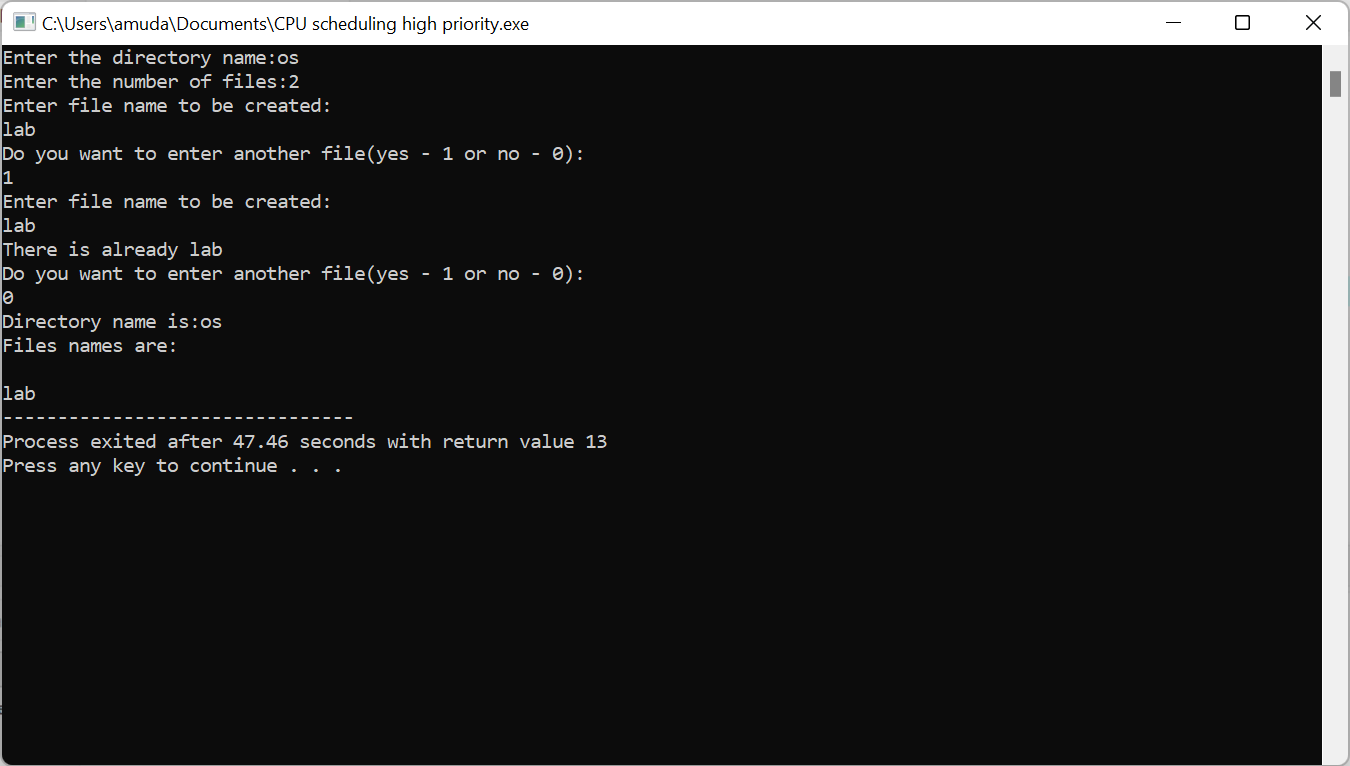 C:\Users\amuda\Documents\CPU scheduling high priority.exe
Enter the directory name:os
Enter the number of files:2
Enter file name to be created:
lab
Do you want to enter another file(yes - 1 or no - 0):
1
Enter file name to be created:
lab
There is already lab
Do you want to enter another file(yes - 1 or no - 0):
0
Directory name is:os
Files names are:

lab
--------------------------------
Process exited after 47.46 seconds with return value 13
Press any key to continue . . .